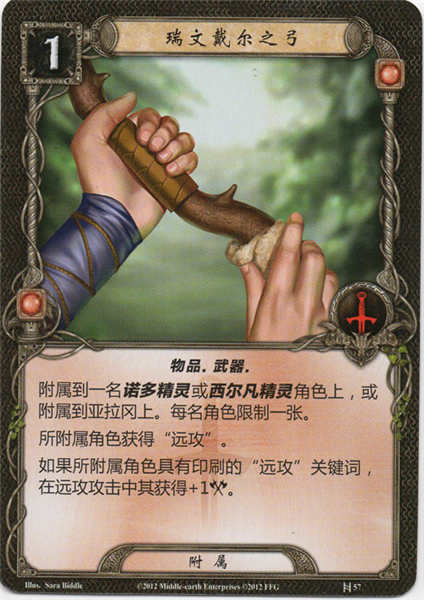 1
瑞文戴尔之弓
物品. 武器.
附属到一名诺多精灵或西尔凡精灵角色上，或
附属到亚拉冈上。每名角色限制一张。
所附属角色获得“远攻”。
如果所附属角色具有印刷的“远攻”关键词，
在远攻攻击中其获得+1。
附属
Illus. Sara Biddle ©2012 Middle-earth Enterprises ©2012 FFG 57